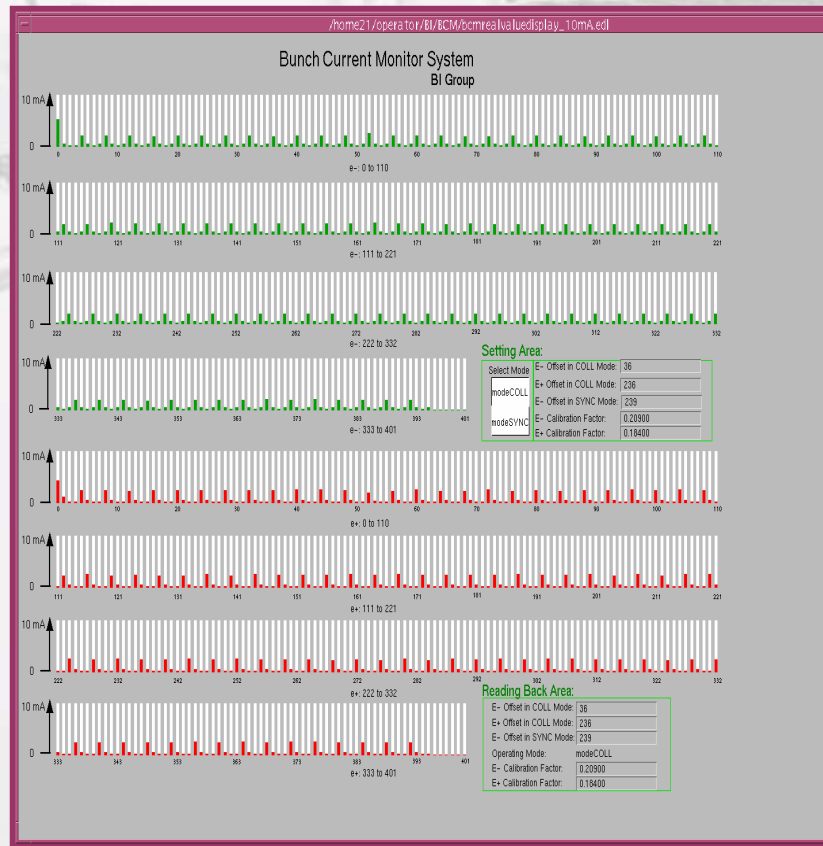 /home21/operator/BI/BCM/bcmrealvaluedisplay_10mA.edl
Bunch Current Monitor System
BI Group
10 mA
0
0 10 20 30 40 50 60 70 80 90 100 110
e-: 0 to 110
10 mA
0
111 121 131 141 151 161 171 181 191 201 211 221
e-: 111 to 221
10 mA
0
222 232 242 252 262 272 282 292 302 312 322 332
e-: 222 to 332
10 mA
0
333 343 353 363 373 383 393 401
e-: 333 to 401
Setting Area:
Select Mode
modeCOLL
modeSYNC
E- Offset in COLL Mode: 36
E+ Offset in COLL Mode: 236
E- Offset in SYNC Mode: 239
E- Calibration Factor: 0.20900
E+ Calibration Factor: 0.18400
10 mA
0
0 10 20 30 40 50 60 70 80 90 100 110
e+: 0 to 110
10 mA
0
111 121 131 141 151 161 171 181 191 201 211 221
e+: 111 to 221
10 mA
0
222 232 242 252 262 272 282 292 302 312 322 332
e+: 222 to 332
10 mA
0
333 343 353 363 373 383 393 401
e+: 333 to 401
Reading Back Area:
E- Offset in COLL Mode: 36
E+ Offset in COLL Mode: 236
E- Offset in SYNC Mode: 239
Operating Mode: modeCOLL
E- Calibration Factor: 0.20900
E+ Calibration Factor: 0.18400